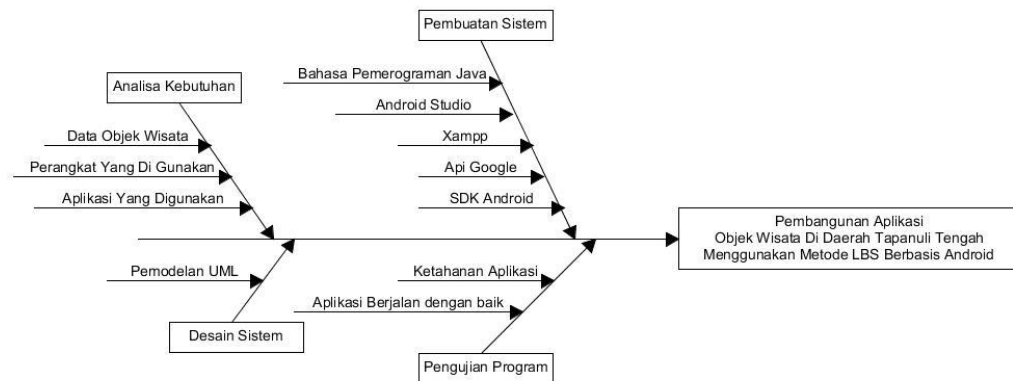 Pembuatan Sistem
Bahasa Pemerograman Java
Analisa Kebutuhan
Android Studio
Data Objek Wisata
Xampp
Perangkat Yang Di Gunakan
Api Google
Aplikasi Yang Digunakan
SDK Android
Pembangunan Aplikasi
Objek Wisata Di Daerah Tapanuli Tengah
Menggunakan Metode LBS Berbasis Android
Pemodelan UML
Ketahanan Aplikasi
Aplikasi Berjalan dengan baik
Desain Sistem
Pengujian Program